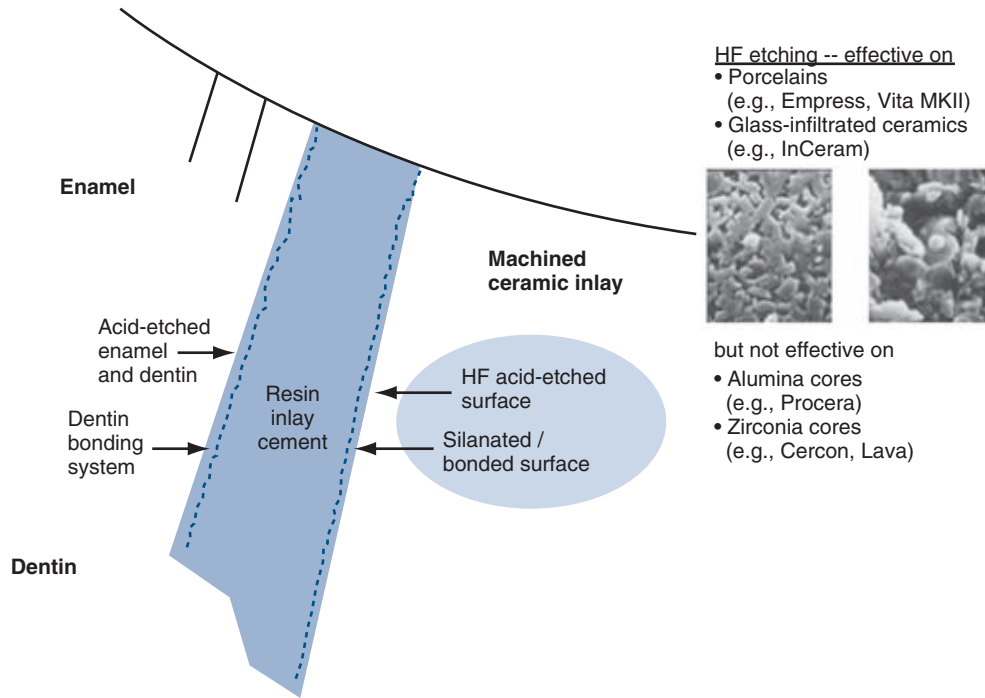 Enamel
Acid-etched
enamel
and dentin
Dentin
bonding
system
Dentin
Resin
inlay
cement
Machined
ceramic inlay
HF acid-etched
surface
Silanated /
bonded surface
HF etching -- effective on
• Porcelains
(e.g., Empress, Vita MKII)
• Glass-infiltrated ceramics
(e.g., InCeram)
but not effective on
• Alumina cores
(e.g., Procera)
• Zirconia cores
(e.g., Cercon, Lava)